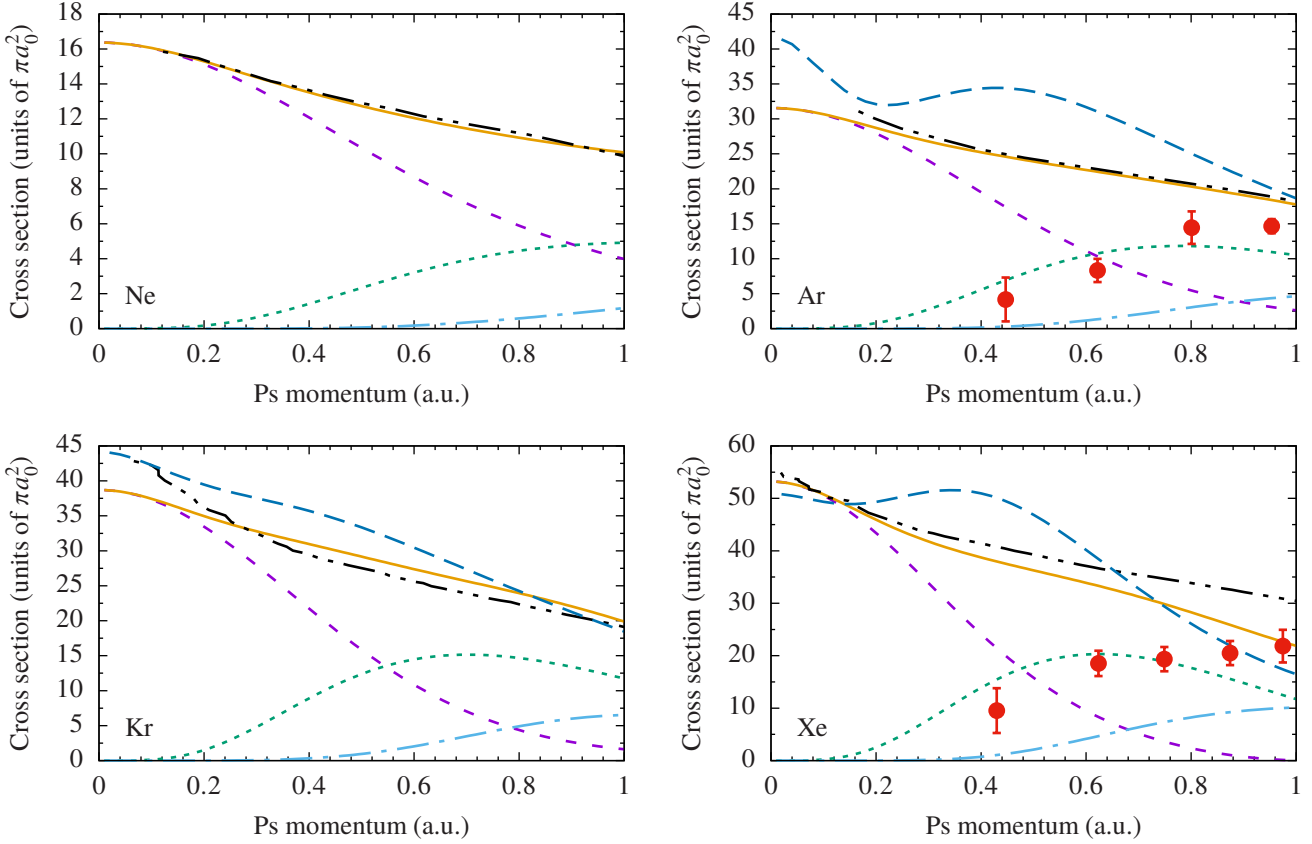 Cross section (units of πa₀²)
18
16
14
12
10
8
6
4
2
0
Ne
0 0.2 0.4 0.6 0.8 1
Ps momentum (a.u.)
Cross section (units of πa₀²)
45
40
35
30
25
20
15
10
5
0
Ar
0 0.2 0.4 0.6 0.8 1
Ps momentum (a.u.)
Cross section (units of πa₀²)
45
40
35
30
25
20
15
10
5
0
Kr
0 0.2 0.4 0.6 0.8 1
Ps momentum (a.u.)
Cross section (units of πa₀²)
60
50
40
30
20
10
0
Xe
0 0.2 0.4 0.6 0.8 1
Ps momentum (a.u.)